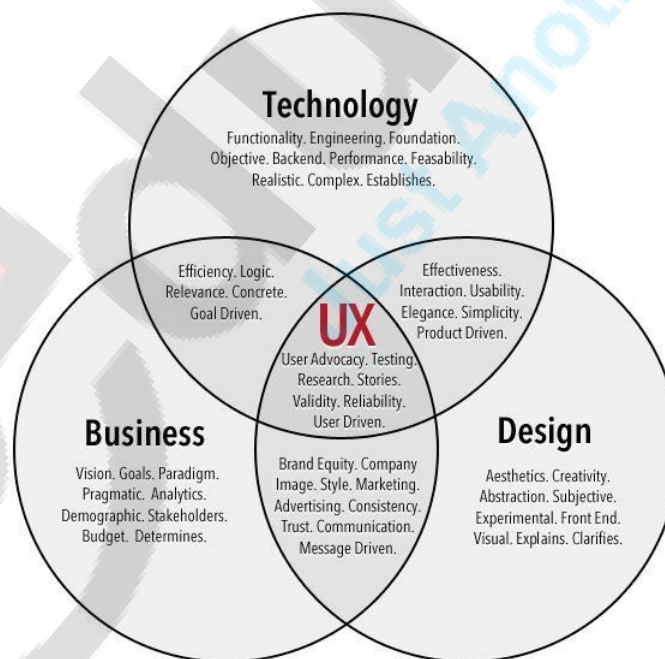 Technology
Functionality. Engineering. Foundation.
Objective. Backend. Performance. Feasability.
Realistic. Complex. Establishes.
Efficiency. Logic.
Relevance. Concrete.
Goal Driven.
Effectiveness.
Interaction. Usability.
Elegance. Simplicity.
Product Driven.
UX
User Advocacy. Testing.
Research. Stories.
Validity. Reliability.
User Driven.
Business
Vision. Goals. Paradigm.
Pragmatic. Analytics.
Demographic. Stakeholders.
Budget. Determines.
Brand Equity. Company
Image. Style. Marketing.
Advertising. Consistency.
Trust. Communication.
Message Driven.
Design
Aesthetics. Creativity.
Abstraction. Subjective.
Experimental. Front End.
Visual. Explains. Clarifies.
Just